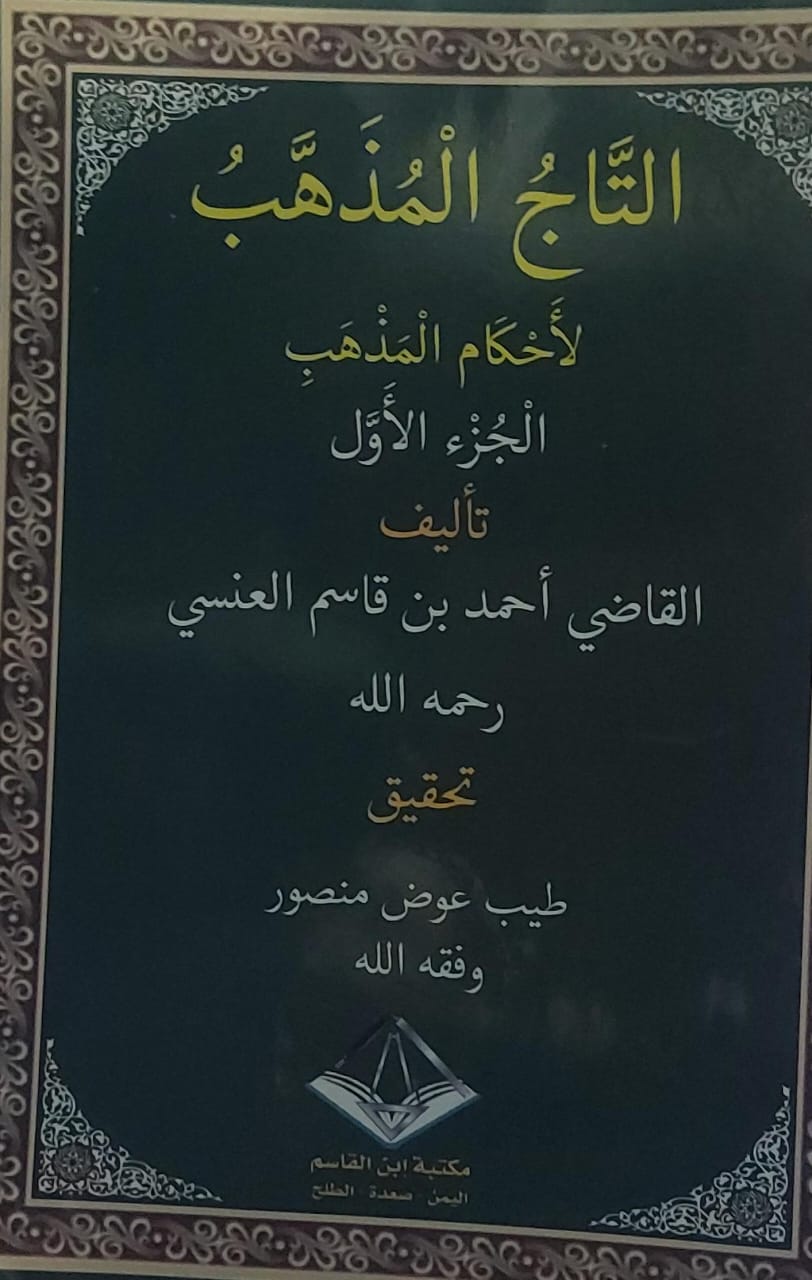 التَّاجُ الْمُذَهَّبُ
لأَحْكَام الْمَذْهَبِ
الْجُزْء الأَوَّل
تأليف
القاضي أحمد بن قاسم العنسي
رحمه الله
تحقيق
طيب عوض منصور
وفقه الله
مكتبة ابن القاسم
اليمن - صعدة - الطلح